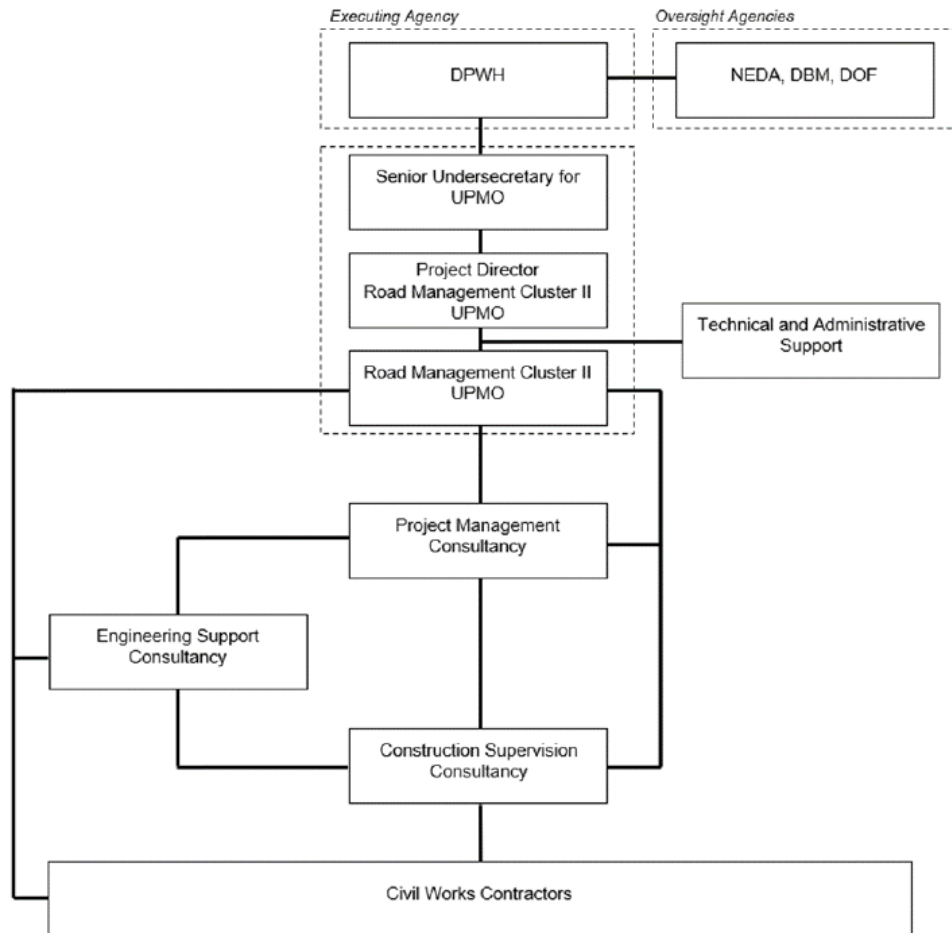 Executing Agency
Oversight Agencies
DPWH
NEDA, DBM, DOF
Senior Undersecretary for
UPMO
Project Director
Road Management Cluster II
UPMO
Technical and Administrative
Support
Road Management Cluster II
UPMO
Project Management
Consultancy
Engineering Support
Consultancy
Construction Supervision
Consultancy
Civil Works Contractors